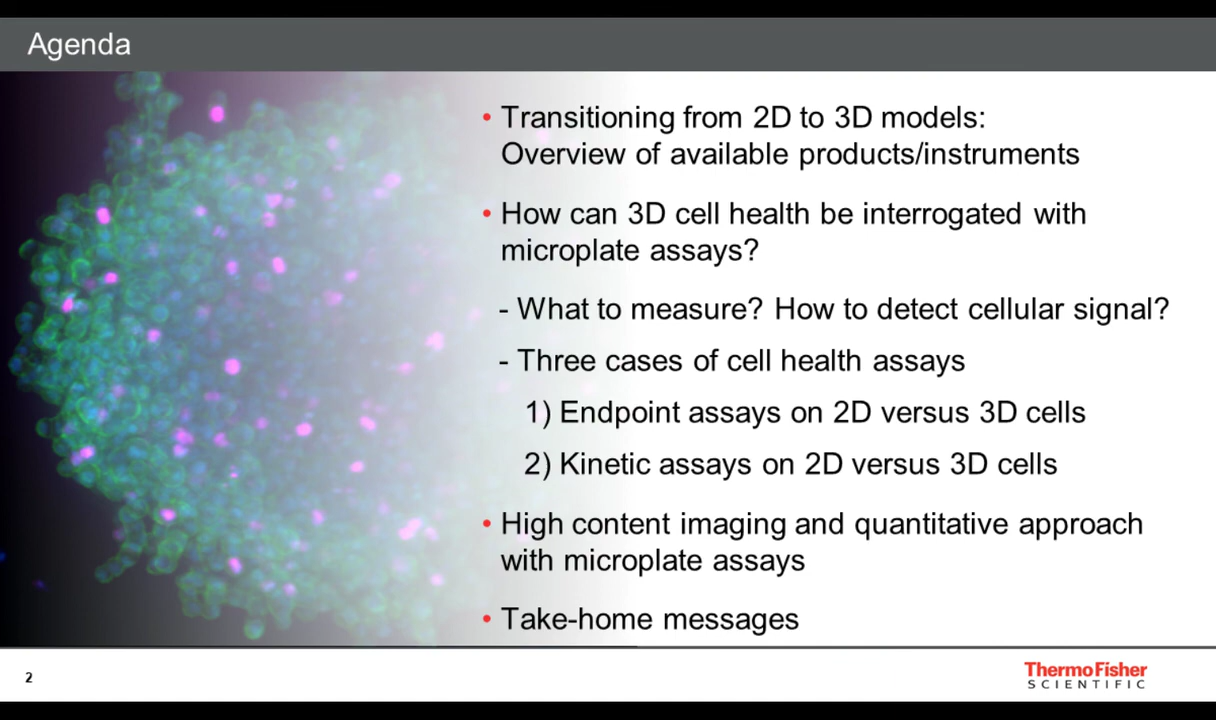 Agenda
• Transitioning from 2D to 3D models:
Overview of available products/instruments
• How can 3D cell health be interrogated with
microplate assays?
- What to measure? How to detect cellular signal?
- Three cases of cell health assays
1) Endpoint assays on 2D versus 3D cells
2) Kinetic assays on 2D versus 3D cells
• High content imaging and quantitative approach
with microplate assays
• Take-home messages
2
ThermoFisher
SCIENTIFIC